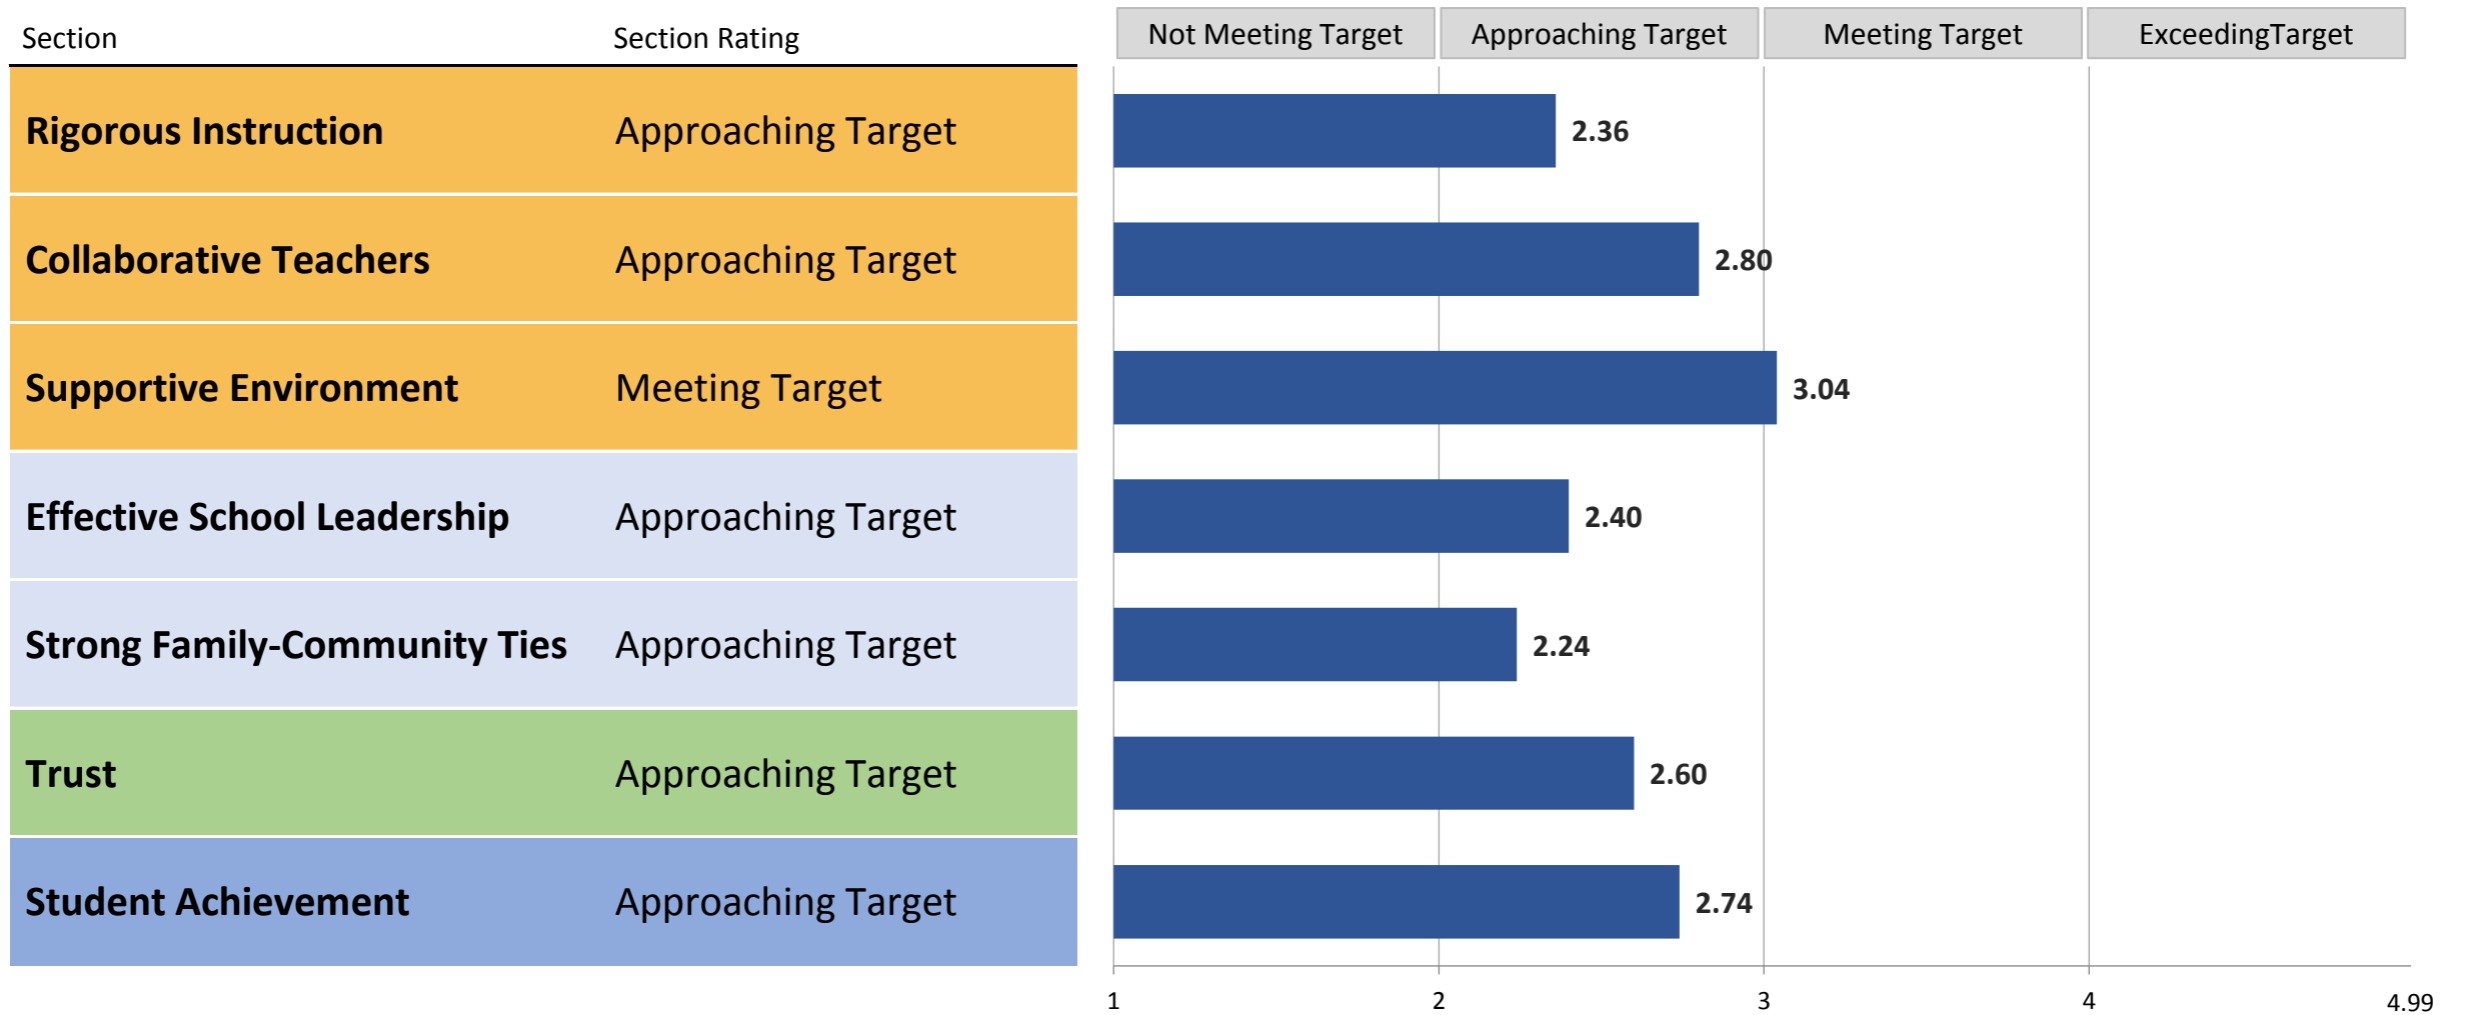 Section Section Rating Not Meeting Target Approaching Target Meeting Target ExceedingTarget
Rigorous Instruction Approaching Target 2.36
Collaborative Teachers Approaching Target 2.80
Supportive Environment Meeting Target 3.04
Effective School Leadership Approaching Target 2.40
Strong Family-Community Ties Approaching Target 2.24
Trust Approaching Target 2.60
Student Achievement Approaching Target 2.74
1 2 3 4 4.99